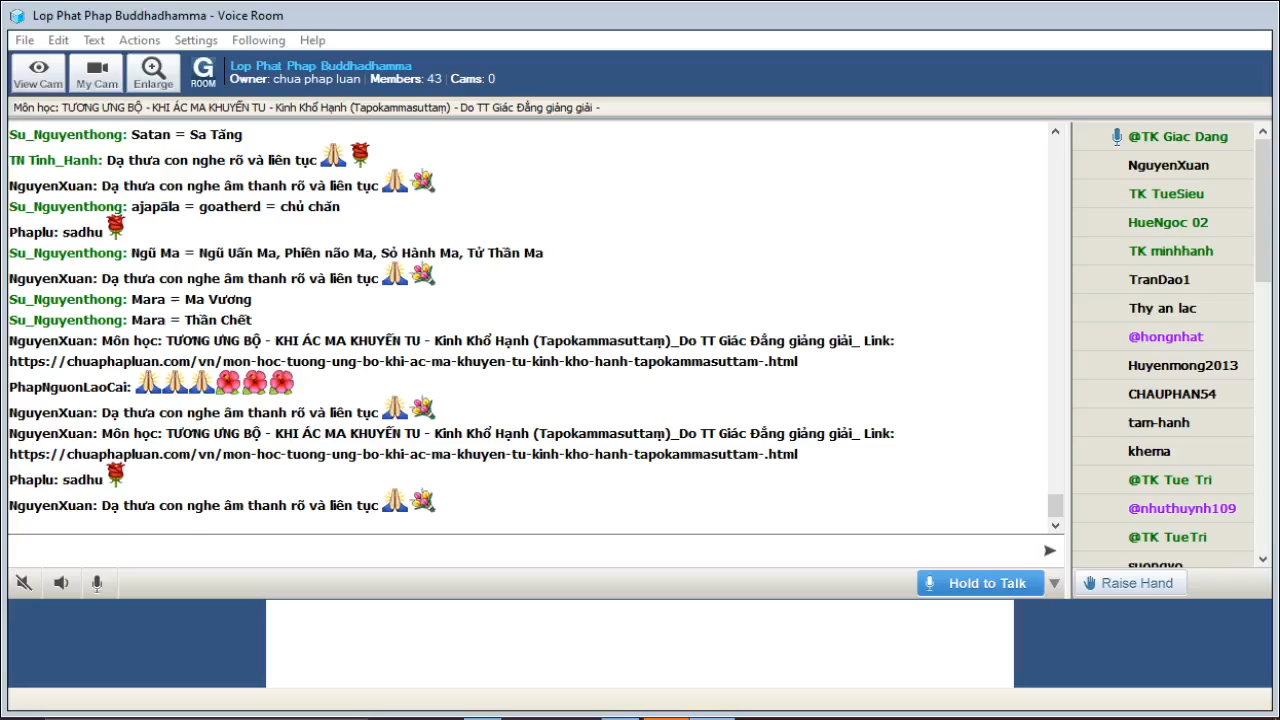 Lop Phat Phap Buddhadhamma - Voice Room
File Edit Text Actions Settings Following Help
View Cam My Cam Enlarge G ROOM
Lop Phat Phap Buddhadhamma
Owner: chua phap luan | Members: 43 | Cams: 0
Môn học: TƯƠNG ƯNG BỘ - KHI ÁC MA KHUYẾN TU - Kinh Khổ Hạnh (Tapokammasuttaṃ) - Do TT Giác Đẳng giảng giải -
Su_Nguyenthong: Satan = Sa Tăng
TN Tinh_Hanh: Dạ thưa con nghe rõ và liên tục
NguyenXuan: Dạ thưa con nghe âm thanh rõ và liên tục
Su_Nguyenthong: ajapāla = goatherd = chủ chấn
Phaplu: sadhu
Su_Nguyenthong: Ngũ Ma = Ngũ Uẩn Ma, Phiền não Ma, Sỏ Hành Ma, Tử Thần Ma
NguyenXuan: Dạ thưa con nghe âm thanh rõ và liên tục
Su_Nguyenthong: Mara = Ma Vương
Su_Nguyenthong: Mara = Thần Chết
NguyenXuan: Môn học: TƯƠNG ƯNG BỘ - KHI ÁC MA KHUYẾN TU - Kinh Khổ Hạnh (Tapokammasuttaṃ)_Do TT Giác Đẳng giảng giải_ Link:
https://chuaphapluan.com/vn/mon-hoc-tuong-ung-bo-khi-ac-ma-khuyen-tu-kinh-kho-hanh-tapokammasuttam-.html
PhapNguonLaoCai:
NguyenXuan: Dạ thưa con nghe âm thanh rõ và liên tục
NguyenXuan: Môn học: TƯƠNG ƯNG BỘ - KHI ÁC MA KHUYẾN TU - Kinh Khổ Hạnh (Tapokammasuttaṃ)_Do TT Giác Đẳng giảng giải_ Link:
https://chuaphapluan.com/vn/mon-hoc-tuong-ung-bo-khi-ac-ma-khuyen-tu-kinh-kho-hanh-tapokammasuttam-.html
Phaplu: sadhu
NguyenXuan: Dạ thưa con nghe âm thanh rõ và liên tục
@TK Giac Dang
NguyenXuan
TK TueSieu
HueNgoc 02
TK minhhanh
TranDao1
Thy an lac
@hongnhat
Huyenmong2013
CHAUPHAN54
tam-hanh
khema
@TK Tue Tri
@nhuthuynh109
@TK TueTri
Hold to Talk
Raise Hand